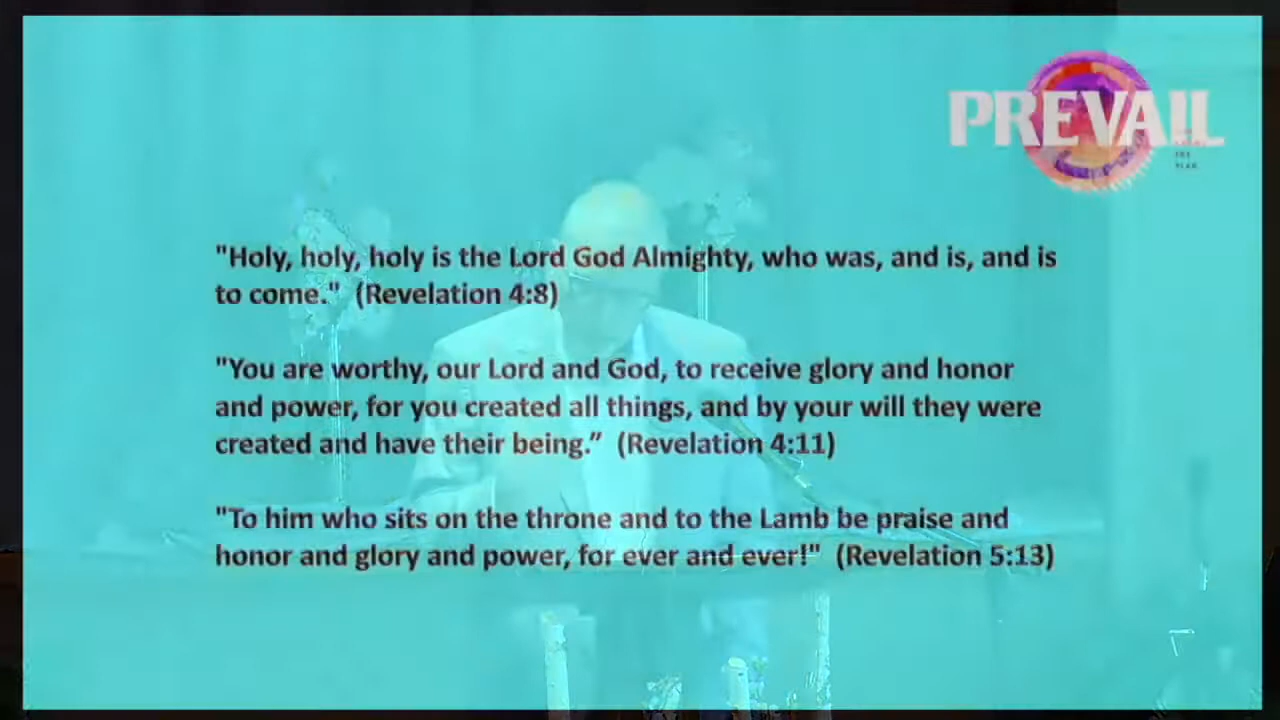 PREVAIL
"Holy, holy, holy is the Lord God Almighty, who was, and is, and is
to come." (Revelation 4:8)
"You are worthy, our Lord and God, to receive glory and honor
and power, for you created all things, and by your will they were
created and have their being.” (Revelation 4:11)
"To him who sits on the throne and to the Lamb be praise and
honor and glory and power, for ever and ever!" (Revelation 5:13)